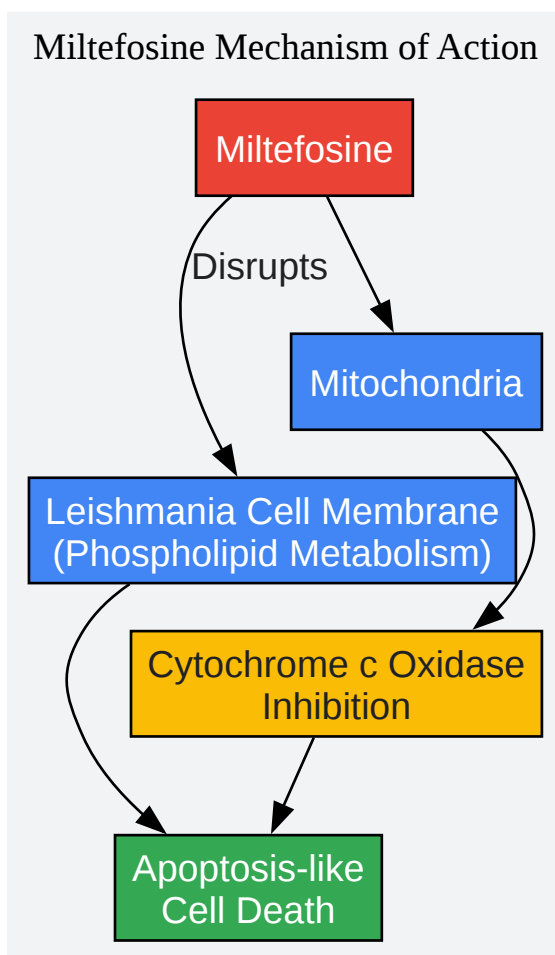 Miltefosine Mechanism of Action
Miltefosine
Disrupts
Mitochondria
Leishmania Cell Membrane
(Phospholipid Metabolism)
Cytochrome c Oxidase
Inhibition
Apoptosis-like
Cell Death